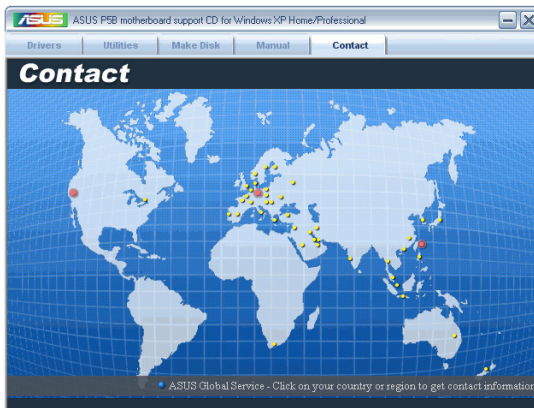 ASUS ASUS P5B motherboard support CD for Windows XP Home/Professional
Drivers Utilities Make Disk Manual Contact
Contact
ASUS Global Service - Click on your country or region to get contact information